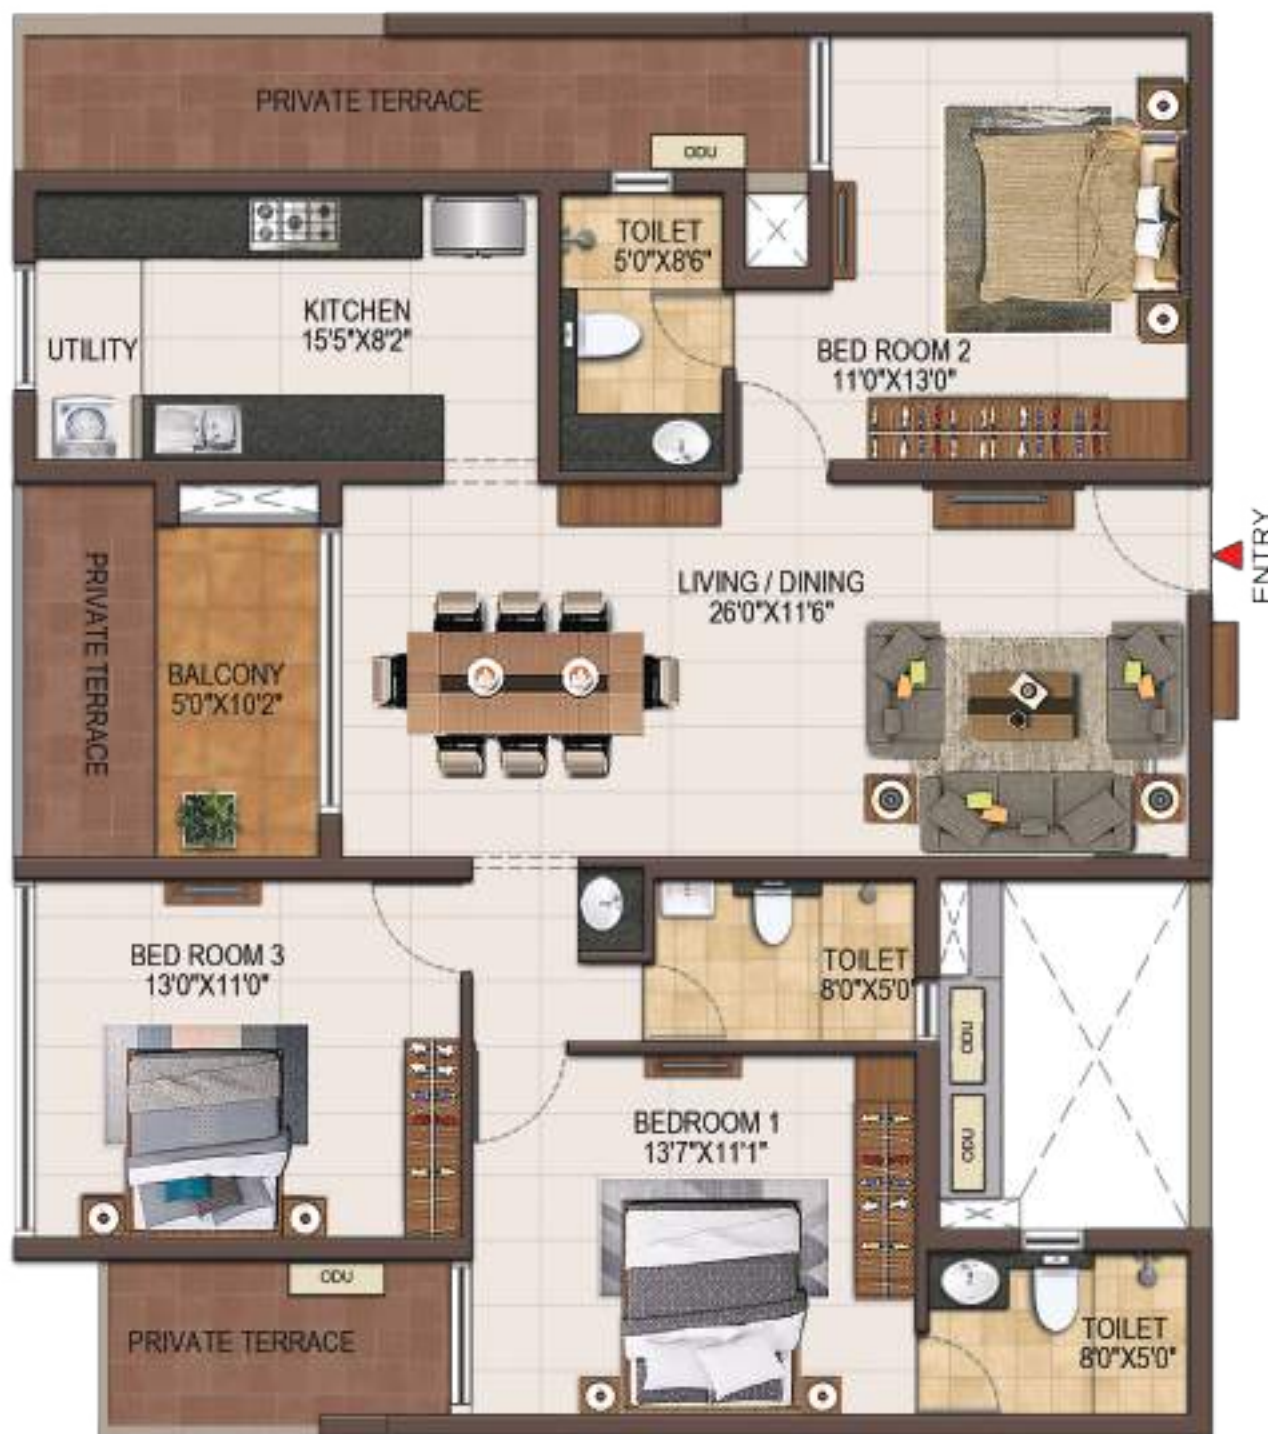 PRIVATE TERRACE
ODU
TOILET
5'0"X8'6"
KITCHEN
15'5"X8'2"
UTILITY
BED ROOM 2
11'0"X13'0"
ENTRY
PRIVATE TERRACE
LIVING / DINING
26'0"X11'6"
BALCONY
5'0"X10'2"
BED ROOM 3
13'0"X11'0"
TOILET
8'0"X5'0"
ODU
ODU
BEDROOM 1
13'7"X11'1"
ODU
PRIVATE TERRACE
TOILET
8'0"X5'0"